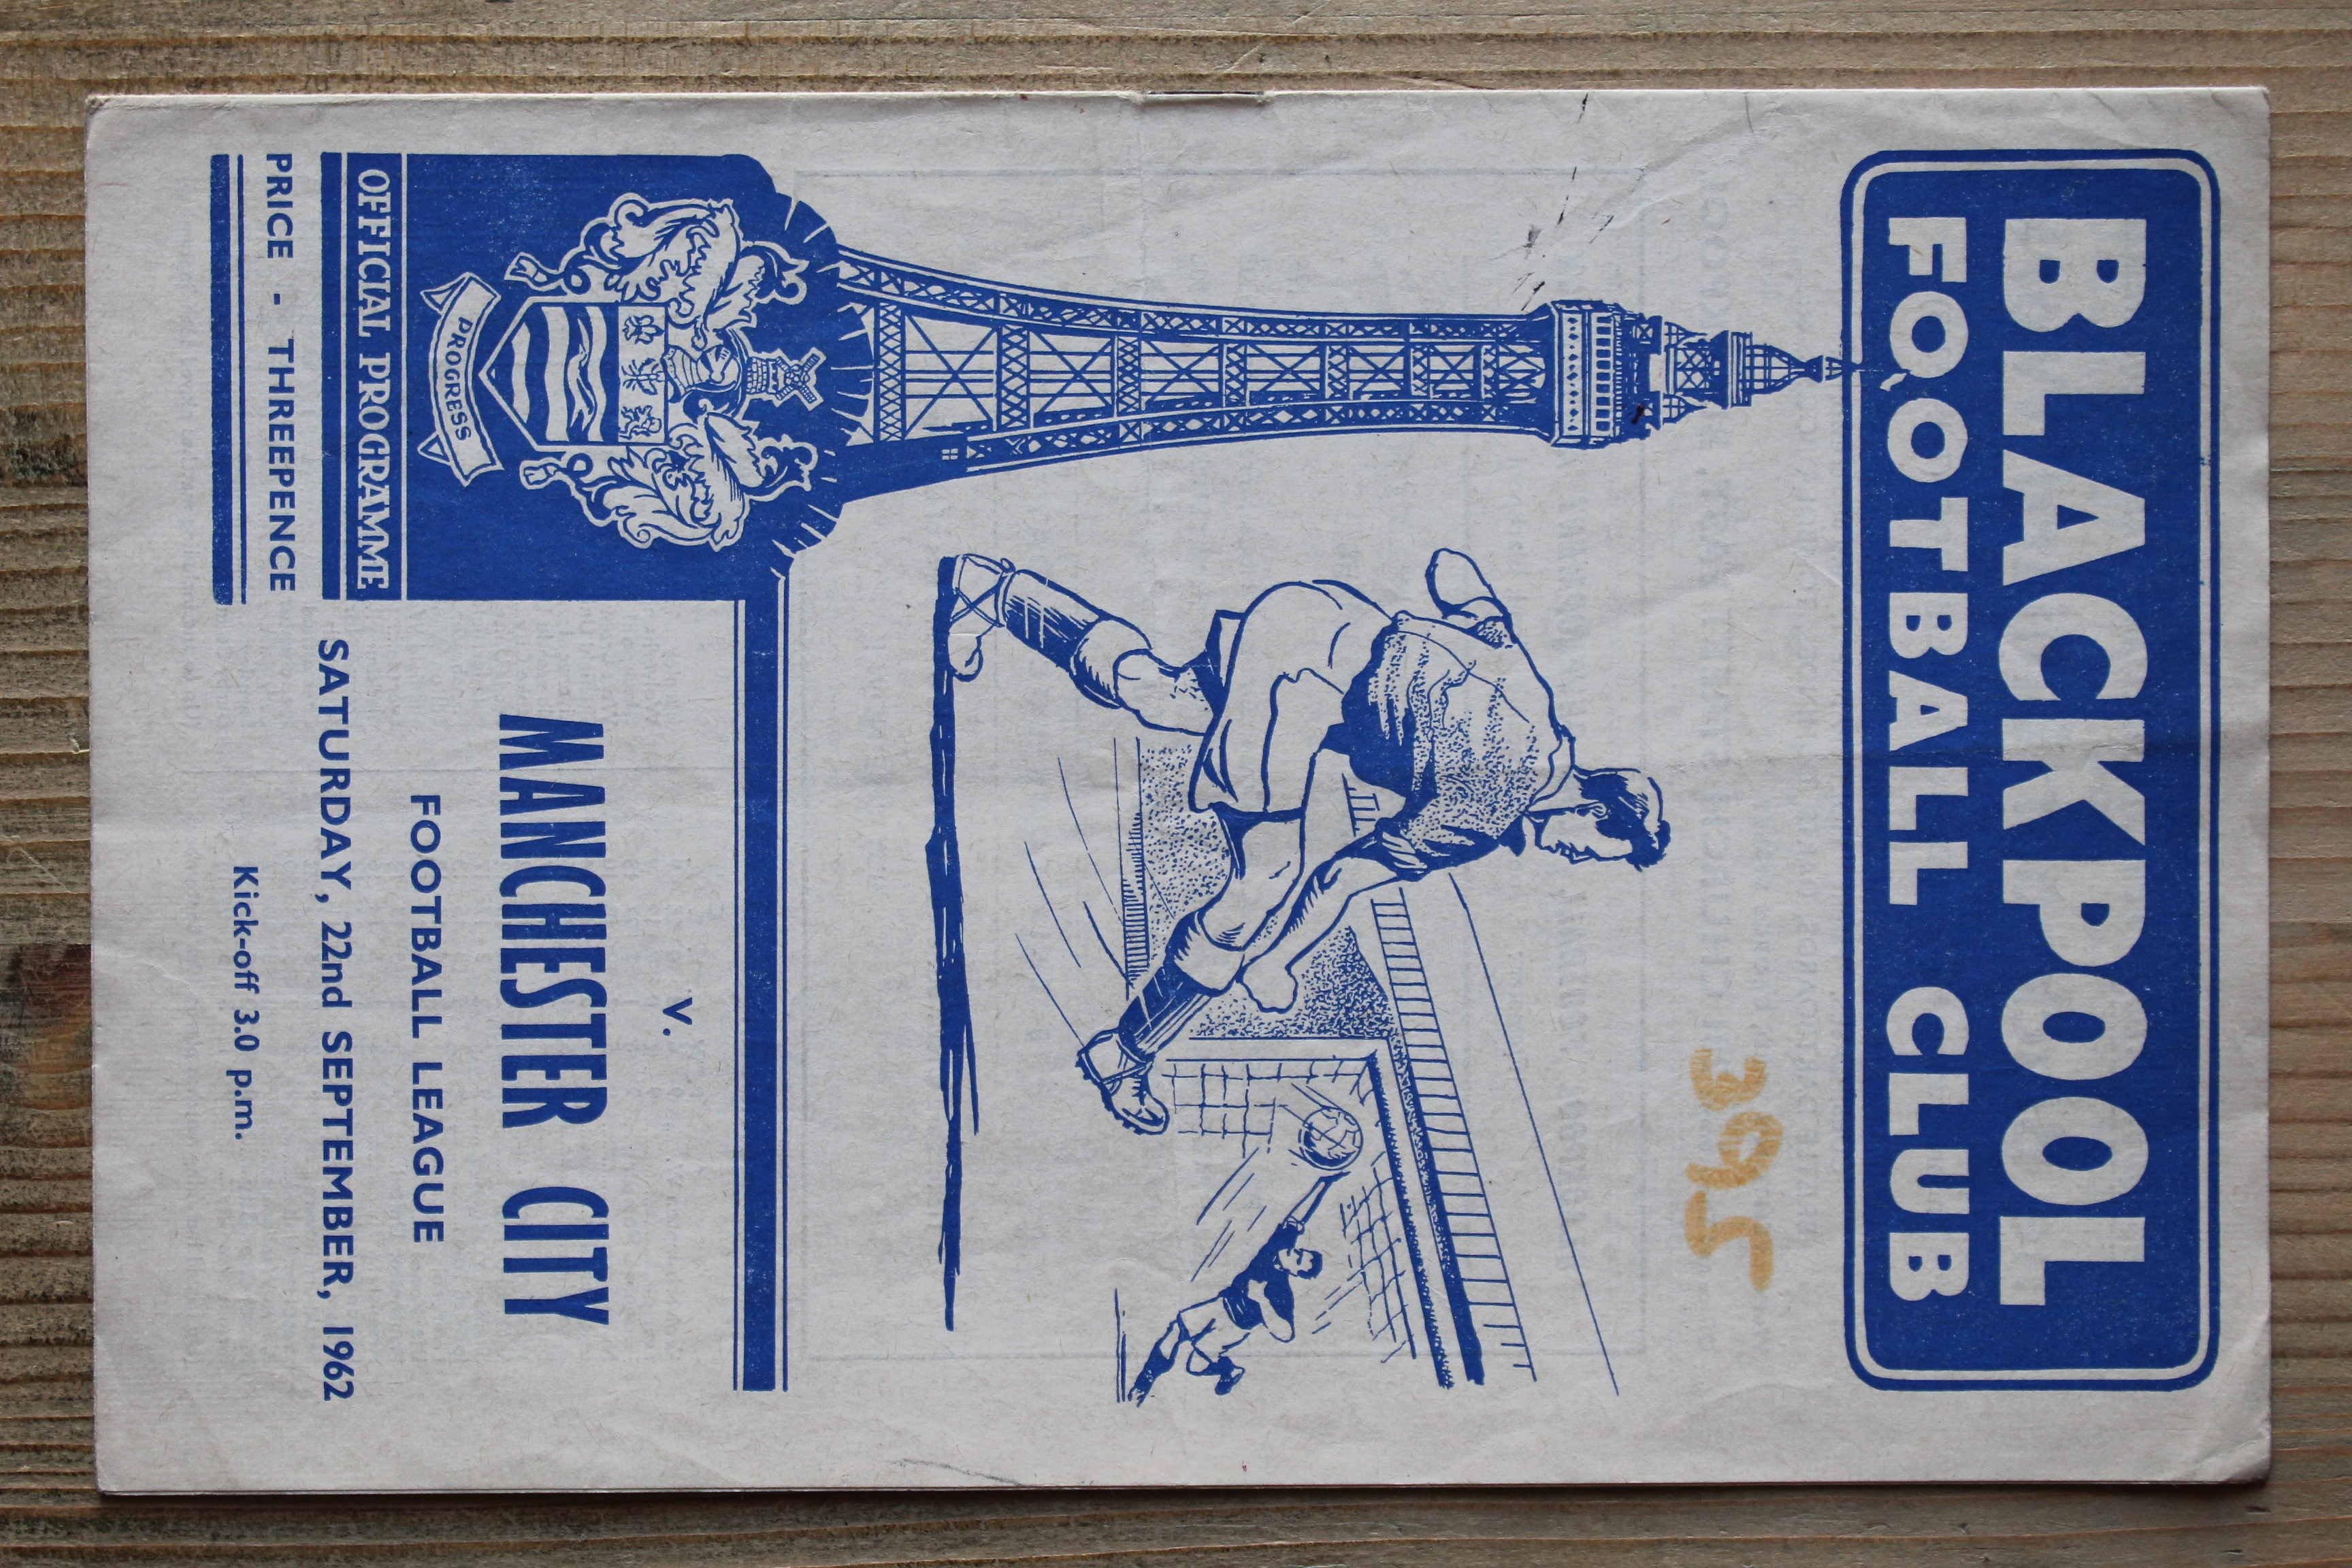 BLACKPOOL
FOOTBALL CLUB
395
PROGRESS
OFFICIAL PROGRAMME
PRICE - THREEPENCE
v.
MANCHESTER CITY
FOOTBALL LEAGUE
SATURDAY, 22nd SEPTEMBER, 1962
Kick-off 3.0 p.m.